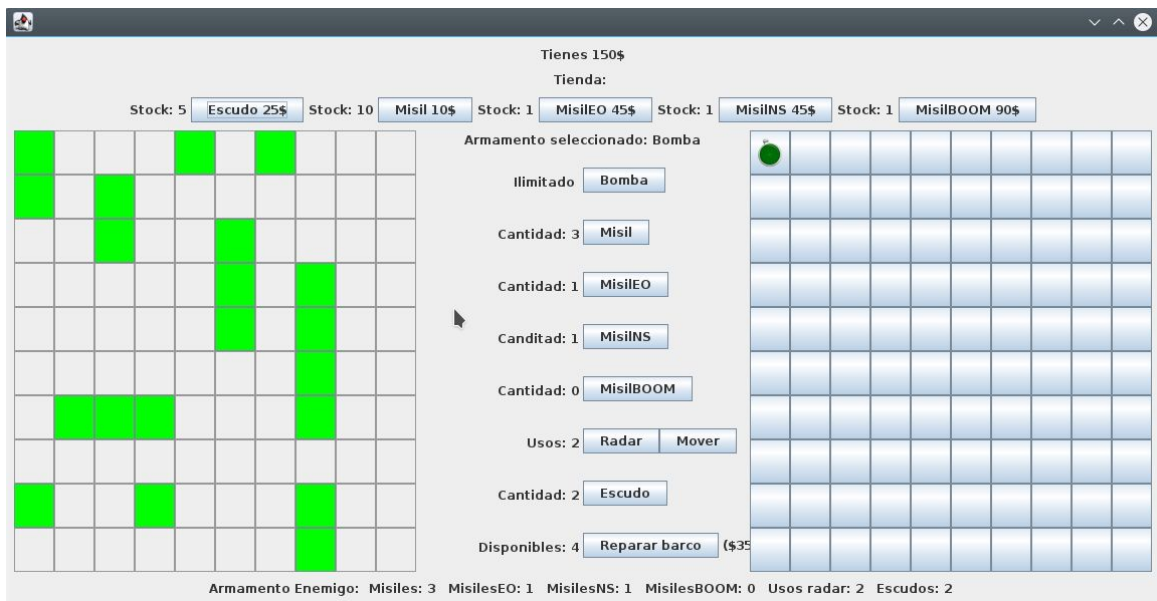 Tienes 150$
Tienda:
Stock: 5 Escudo 25$ Stock: 10 Misil 10$ Stock: 1 MisilEO 45$ Stock: 1 MisilNS 45$ Stock: 1 MisilBOOM 90$
Armamento seleccionado: Bomba
Ilimitado Bomba
Cantidad: 3 Misil
Cantidad: 1 MisilEO
Canditad: 1 MisilNS
Cantidad: 0 MisilBOOM
Usos: 2 Radar Mover
Cantidad: 2 Escudo
Disponibles: 4 Reparar barco ($35
Armamento Enemigo: Misiles: 3 MisilesEO: 1 MisilesNS: 1 MisilesBOOM: 0 Usos radar: 2 Escudos: 2